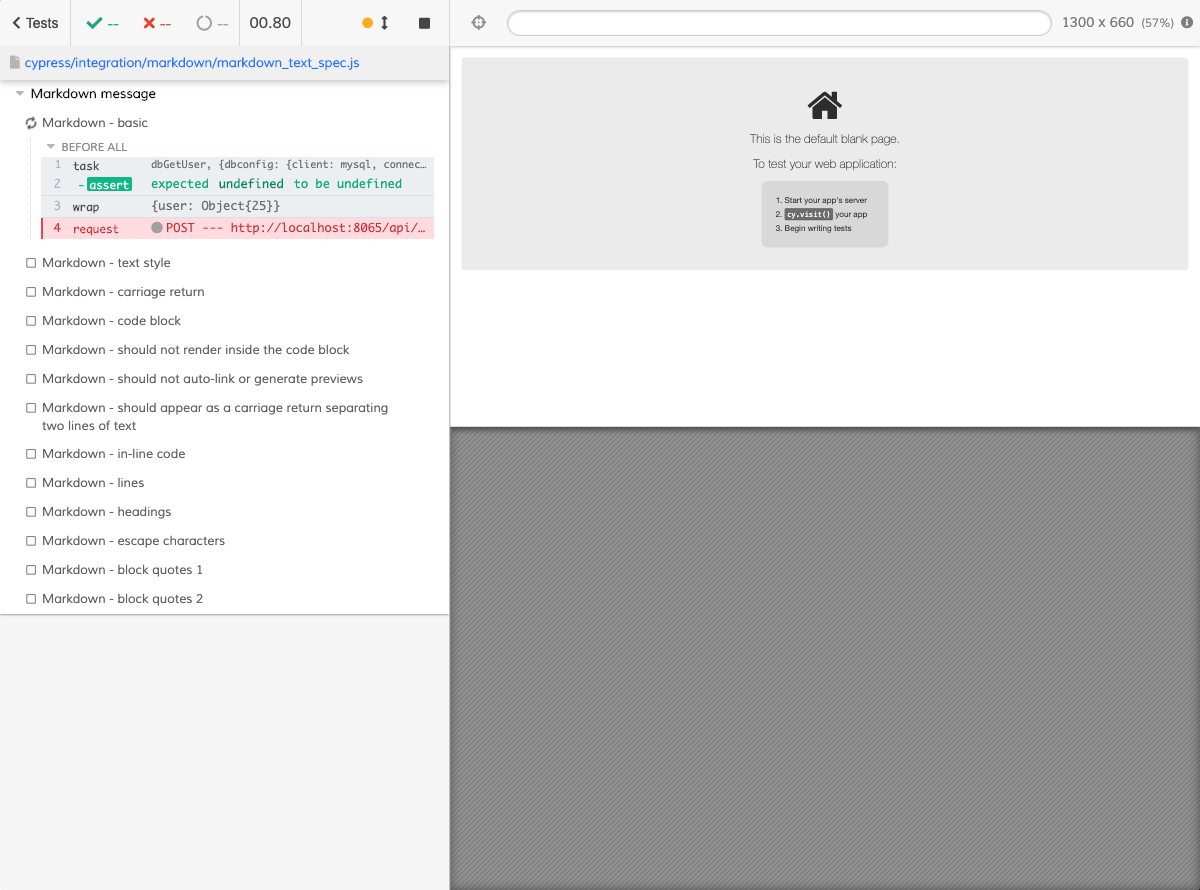 Tests
--
--
--
00.80
1300 x 660 (57%)
cypress/integration/markdown/markdown_text_spec.js
Markdown message
Markdown - basic
BEFORE ALL
1 task dbGetUser, {dbconfig: {client: mysql, connec…
2 - assert expected undefined to be undefined
3 wrap {user: Object{25}}
4 request POST --- http://localhost:8065/api/…
Markdown - text style
Markdown - carriage return
Markdown - code block
Markdown - should not render inside the code block
Markdown - should not auto-link or generate previews
Markdown - should appear as a carriage return separating
two lines of text
Markdown - in-line code
Markdown - lines
Markdown - headings
Markdown - escape characters
Markdown - block quotes 1
Markdown - block quotes 2
This is the default blank page.
To test your web application:
1. Start your app's server
2. cy.visit() your app
3. Begin writing tests